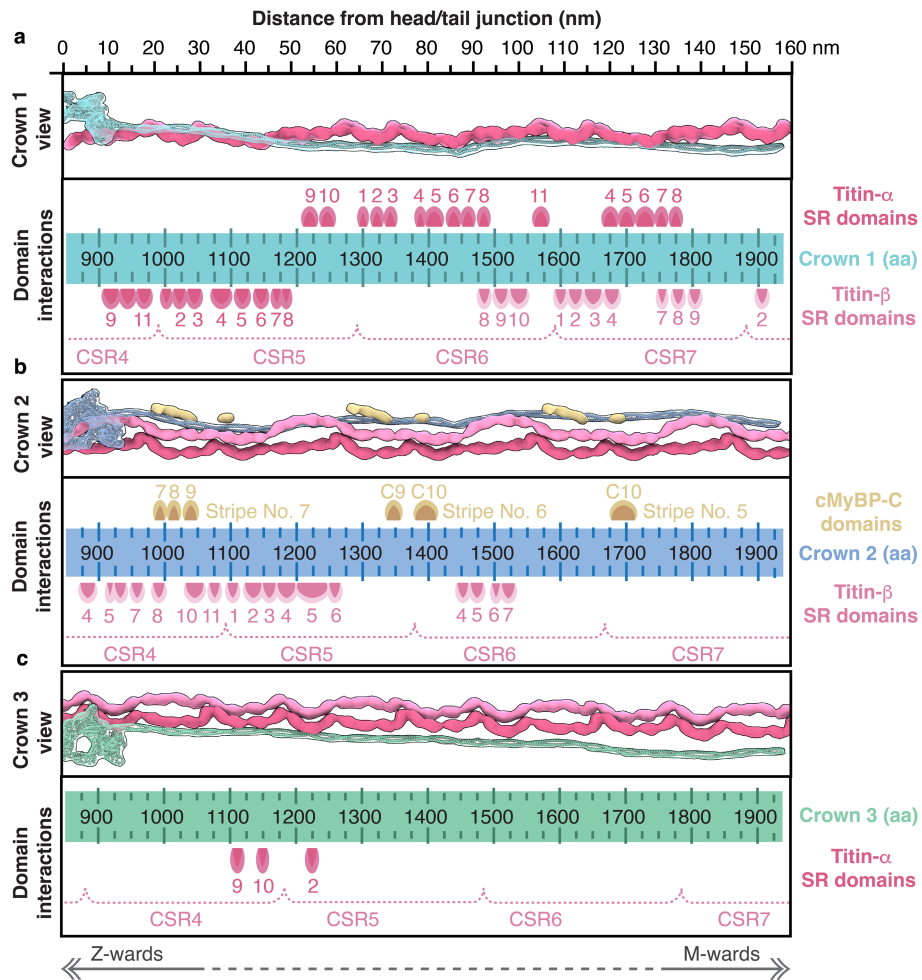 Distance from head/tail junction (nm)
a
0 10 20 30 40 50 60 70 80 90 100 110 120 130 140 150 160 nm
Crown 1
view
9 10 1 2 3 4 5 6 7 8 11 4 5 6 7 8
Titin-α
SR domains
Domain
interactions
900 1000 1100 1200 1300 1400 1500 1600 1700 1800 1900
Crown 1 (aa)
9 11 2 3 4 5 6 7 8 8 9 10 1 2 3 4 7 8 9 2
Titin-β
SR domains
CSR4 CSR5 CSR6 CSR7
b
Crown 2
view
7 8 9 Stripe No. 7 C9 C10 Stripe No. 6 C10 Stripe No. 5
cMyBP-C
domains
Domain
interactions
900 1000 1100 1200 1300 1400 1500 1600 1700 1800 1900
Crown 2 (aa)
4 5 6 7 8 10 11 1 2 3 4 5 6 4 5 6 7
Titin-β
SR domains
CSR4 CSR5 CSR6 CSR7
c
Crown 3
view
Domain
interactions
900 1000 1100 1200 1300 1400 1500 1600 1700 1800 1900
Crown 3 (aa)
9 10 2
Titin-α
SR domains
CSR4 CSR5 CSR6 CSR7
Z-wards M-wards